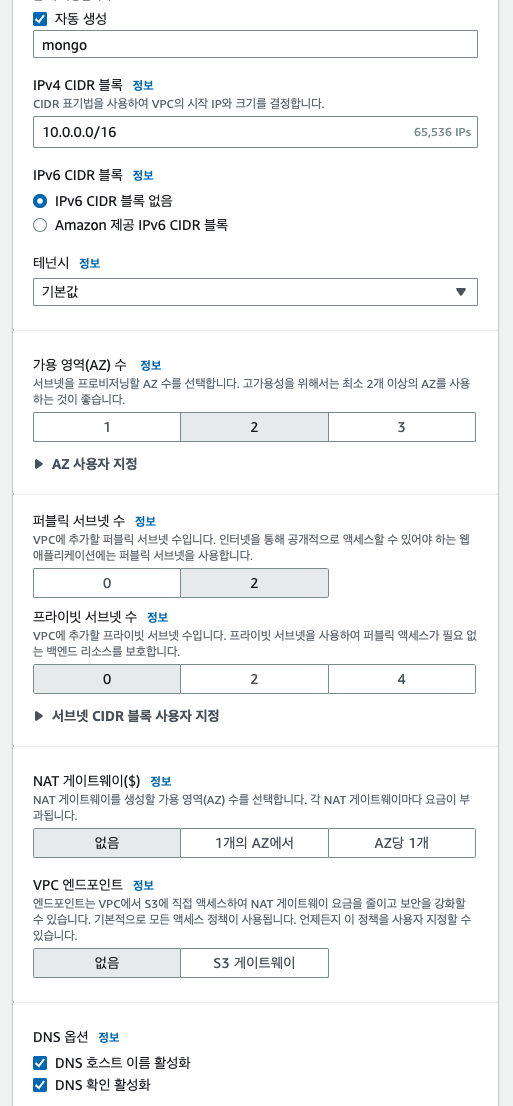 자동 생성
mongo
IPv4 CIDR 블록 정보
CIDR 표기법을 사용하여 VPC의 시작 IP와 크기를 결정합니다.
10.0.0.0/16 65,536 IPs
IPv6 CIDR 블록 정보
IPv6 CIDR 블록 없음
Amazon 제공 IPv6 CIDR 블록
테넌시 정보
기본값
가용 영역(AZ) 수 정보
서브넷을 프로비저닝할 AZ 수를 선택합니다. 고가용성을 위해서는 최소 2개 이상의 AZ를 사용
하는 것이 좋습니다.
1 2 3
AZ 사용자 지정
퍼블릭 서브넷 수 정보
VPC에 추가할 퍼블릭 서브넷 수입니다. 인터넷을 통해 공개적으로 액세스할 수 있어야 하는 웹
애플리케이션에는 퍼블릭 서브넷을 사용합니다.
0 2
프라이빗 서브넷 수 정보
VPC에 추가할 프라이빗 서브넷 수입니다. 프라이빗 서브넷을 사용하여 퍼블릭 액세스가 필요 없
는 백엔드 리소스를 보호합니다.
0 2 4
서브넷 CIDR 블록 사용자 지정
NAT 게이트웨이($) 정보
NAT 게이트웨이를 생성할 가용 영역(AZ) 수를 선택합니다. 각 NAT 게이트웨이마다 요금이 부
과됩니다.
없음 1개의 AZ에서 AZ당 1개
VPC 엔드포인트 정보
엔드포인트는 VPC에서 S3에 직접 액세스하여 NAT 게이트웨이 요금을 줄이고 보안을 강화할
수 있습니다. 기본적으로 모든 액세스 정책이 사용됩니다. 언제든지 이 정책을 사용자 지정할 수
있습니다.
없음 S3 게이트웨이
DNS 옵션 정보
DNS 호스트 이름 활성화
DNS 확인 활성화